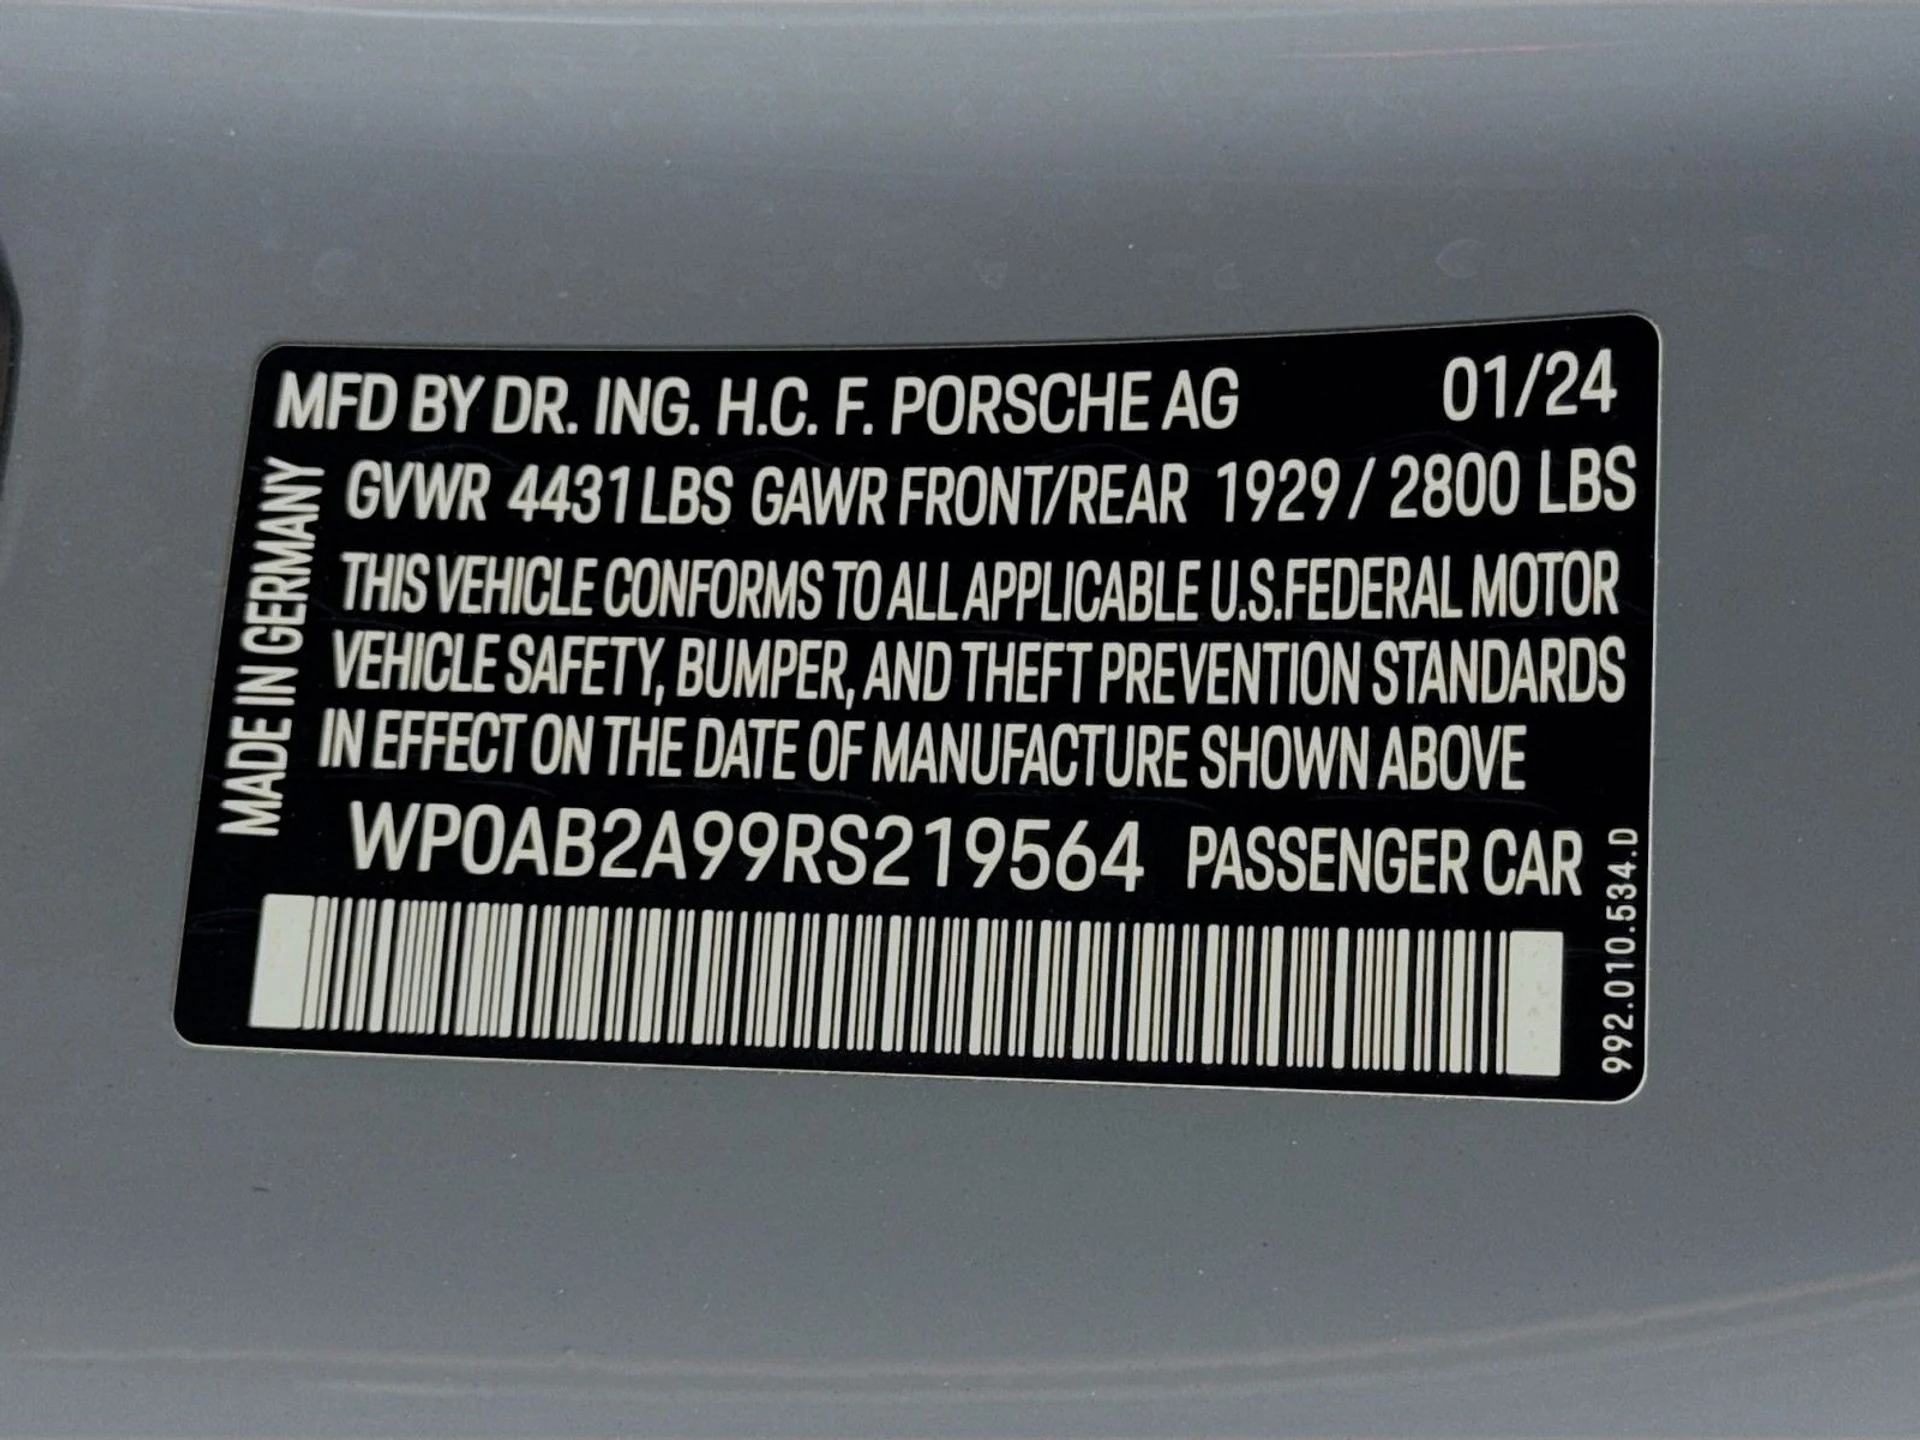 MFD BY DR. ING. H.C. F. PORSCHE AG 01/24
GVWR 4431 LBS GAWR FRONT/REAR 1929 / 2800 LBS
THIS VEHICLE CONFORMS TO ALL APPLICABLE U.S.FEDERAL MOTOR
VEHICLE SAFETY, BUMPER, AND THEFT PREVENTION STANDARDS
IN EFFECT ON THE DATE OF MANUFACTURE SHOWN ABOVE
WP0AB2A99RS219564 PASSENGER CAR
MADE IN GERMANY
992.010.534.D